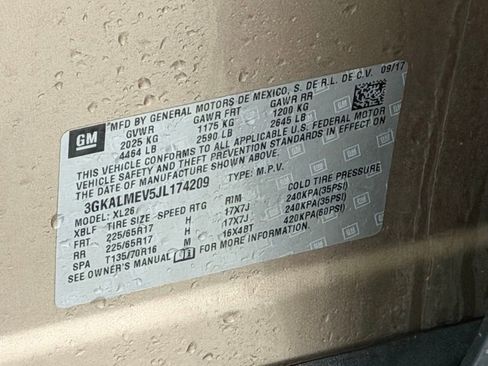 MFD BY GENERAL MOTORS DE MEXICO, S. DE R.L. DE C.V. 09/17
GM
GVWR GAWR FRT GAWR RR
2025 KG 1175 KG 1200 KG
4464 LB 2590 LB 2645 LB
THIS VEHICLE CONFORMS TO ALL APPLICABLE U.S. FEDERAL MOTOR
VEHICLE SAFETY AND THEFT PREVENTION STANDARDS IN EFFECT ON
THE DATE OF MANUFACTURE SHOWN ABOVE.
3GKALMEV5JL174209 TYPE: M.P.V.
MODEL: XL26
XBLF TIRE SIZE SPEED RTG RIM COLD TIRE PRESSURE
FRT 225/65R17 H 17X7J 240KPA(35PSI)
RR 225/65R17 H 17X7J 240KPA(35PSI)
SPA T135/70R16 M 16X4BT 420KPA(60PSI)
SEE OWNER'S MANUAL FOR MORE INFORMATION.